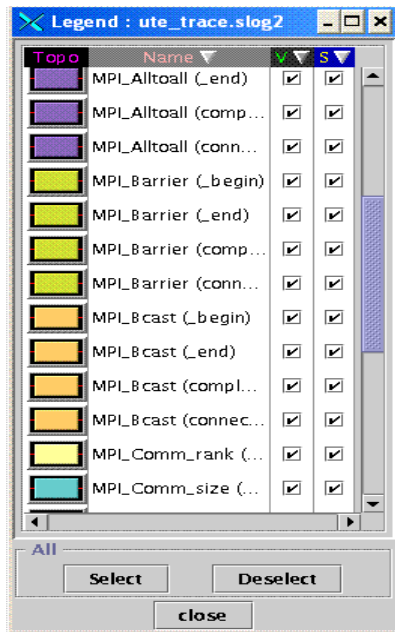 Legend : ute_trace.slog2
Topo Name V S
MPI_Alltoall (_end)
MPI_Alltoall (comp...
MPI_Alltoall (conn...
MPI_Barrier (_begin)
MPI_Barrier (_end)
MPI_Barrier (comp...
MPI_Barrier (conn...
MPI_Bcast (_begin)
MPI_Bcast (_end)
MPI_Bcast (compl...
MPI_Bcast (connec...
MPI_Comm_rank (...
MPI_Comm_size (...
All
Select Deselect
close